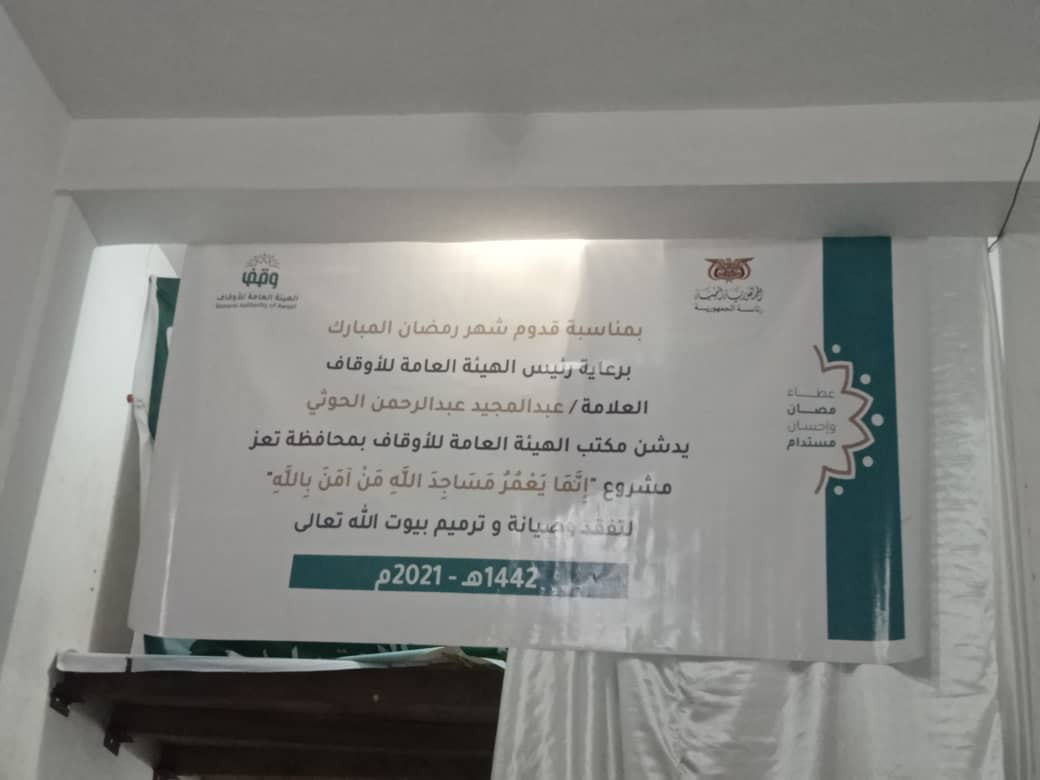 الجمهورية اليمنية
رئاسة الجمهورية
وقف
الهيئة العامة للأوقاف
General Authority of Awqaf
بمناسبة قدوم شهر رمضان المبارك
برعاية رئيس الهيئة العامة للأوقاف
العلامة / عبدالمجيد عبدالرحمن الحوثي
يدشن مكتب الهيئة العامة للأوقاف بمحافظة تعز
مشروع "إِنَّمَا يَعْمُرُ مَسَاجِدَ اللَّهِ مَنْ آمَنَ بِاللَّهِ"
لتفقد وصيانة و ترميم بيوت الله تعالى
1442هـ - 2021م
عطاء
رمضان
وإحسان
مستدام